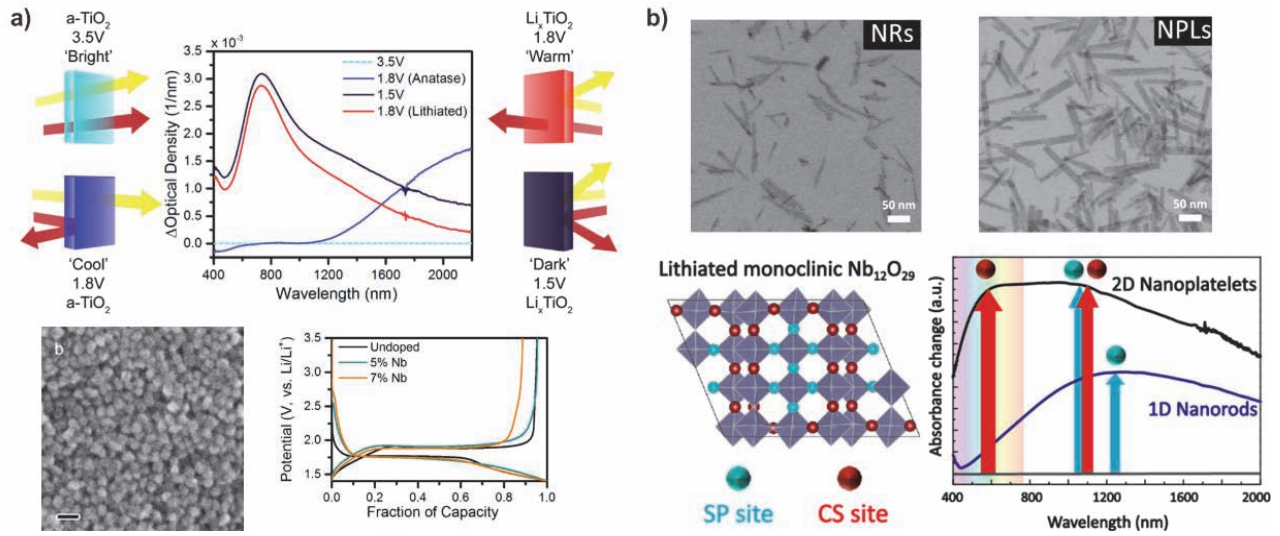 a)
a-TiO₂
3.5V
'Bright'
'Cool'
1.8V
a-TiO₂
x 10⁻³
3.5
3.0
2.5
2.0
1.5
1.0
0.5
0.0
ΔOptical Density (1/nm)
3.5V
1.8V (Anatase)
1.5V
1.8V (Lithiated)
400 800 1200 1600 2000
Wavelength (nm)
LiₓTiO₂
1.8V
'Warm'
'Dark'
1.5V
LiₓTiO₂
b
Potential (V, vs. Li/Li⁺)
3.5
3.0
2.5
2.0
1.5
Undoped
5% Nb
7% Nb
0.0 0.2 0.4 0.6 0.8 1.0
Fraction of Capacity
b)
NRs
50 nm
NPLs
50 nm
Lithiated monoclinic Nb₁₂O₂₉
SP site
CS site
Absorbance change (a.u.)
2D Nanoplatelets
1D Nanorods
400 800 1200 1600 2000
Wavelength (nm)